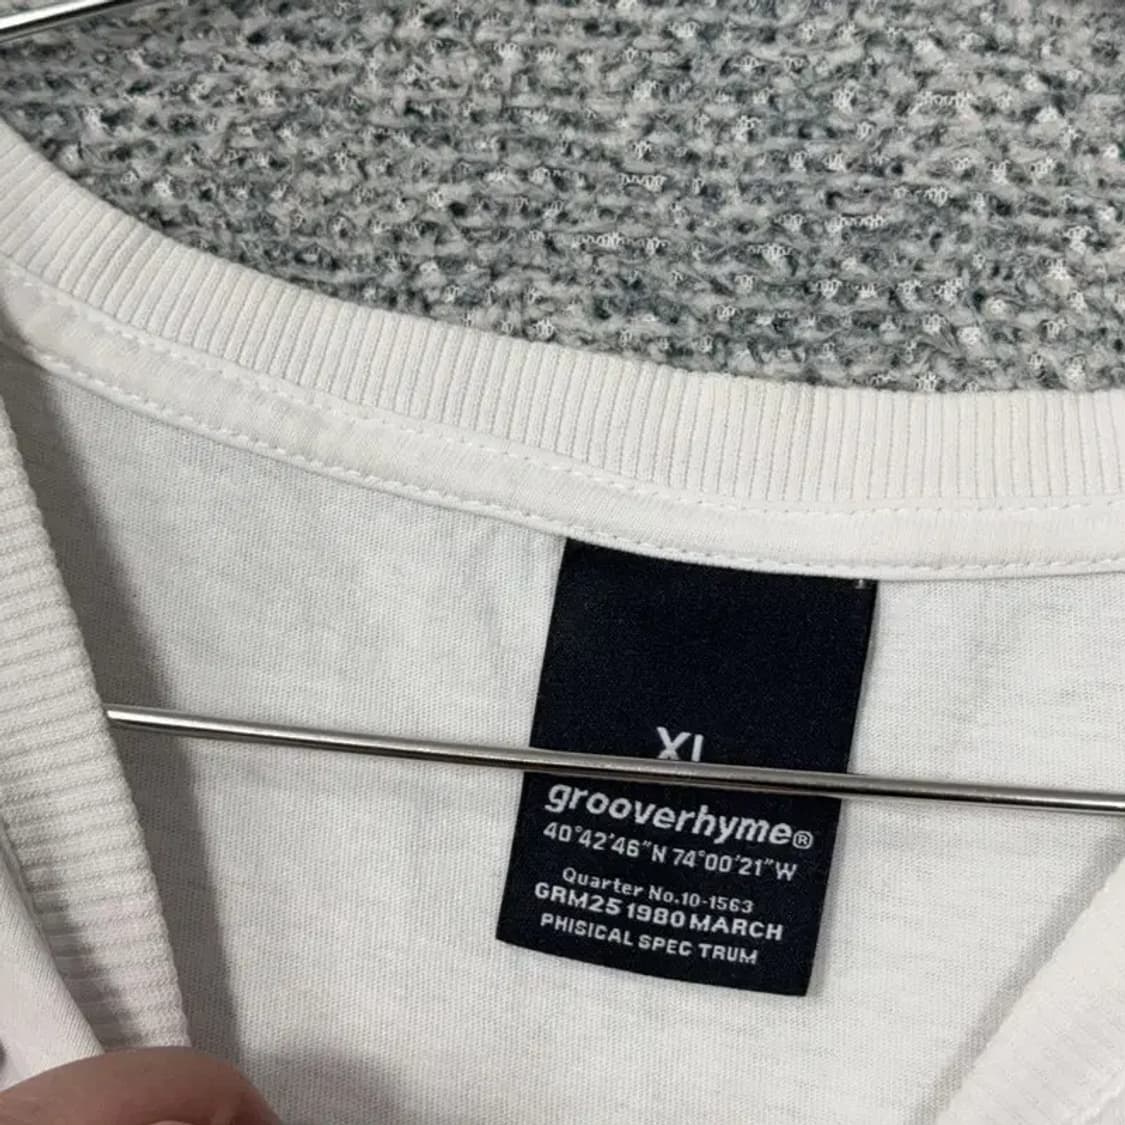 XL
grooverhyme®
40°42'46"N 74°00'21"W
Quarter No.10-1563
GRM25 1980 MARCH
PHISICAL SPEC TRUM